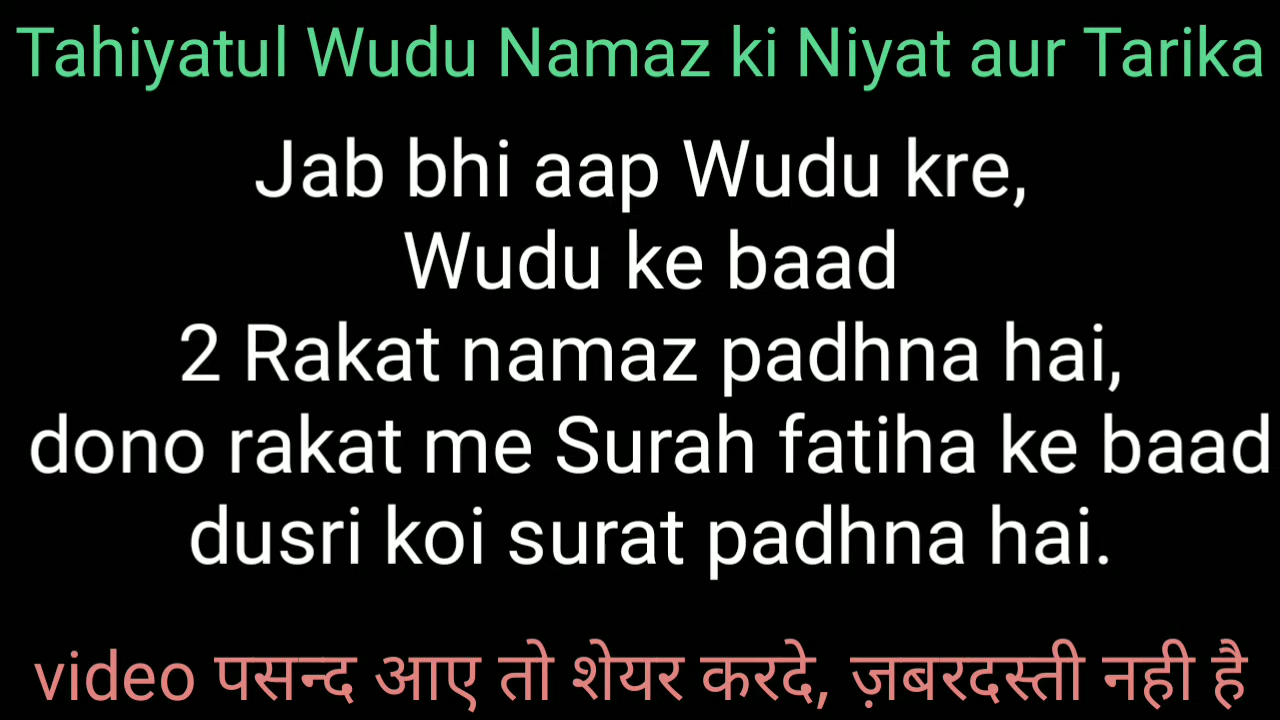 Tahiyatul Wudu Namaz ki Niyat aur Tarika
Jab bhi aap Wudu kre,
Wudu ke baad
2 Rakat namaz padhna hai,
dono rakat me Surah fatiha ke baad
dusri koi surat padhna hai.
video पसन्द आए तो शेयर करदे, ज़बरदस्ती नही है